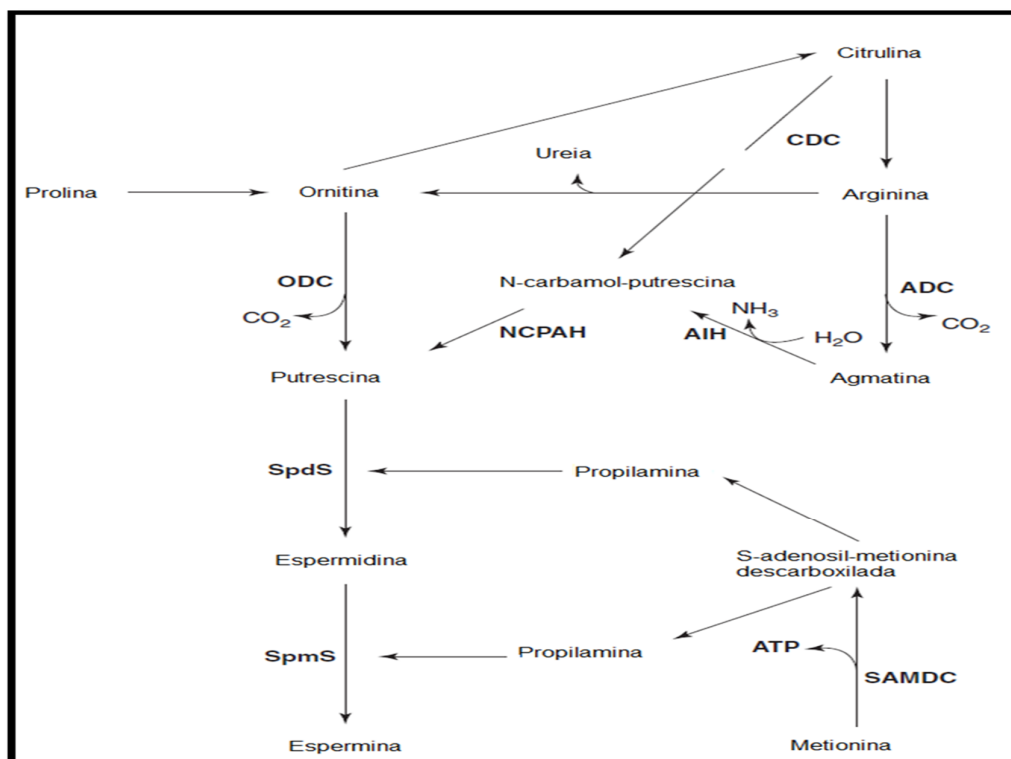 Citrulina
CDC
Ureia
Prolina
Ornitina
Arginina
ODC
N-carbamol-putrescina
ADC
CO₂
NCPAH
NH₃
AIH
H₂O
CO₂
Putrescina
Agmatina
SpdS
Propilamina
Espermidina
S-adenosil-metionina
descarboxilada
SpmS
Propilamina
ATP
SAMDC
Espermina
Metionina